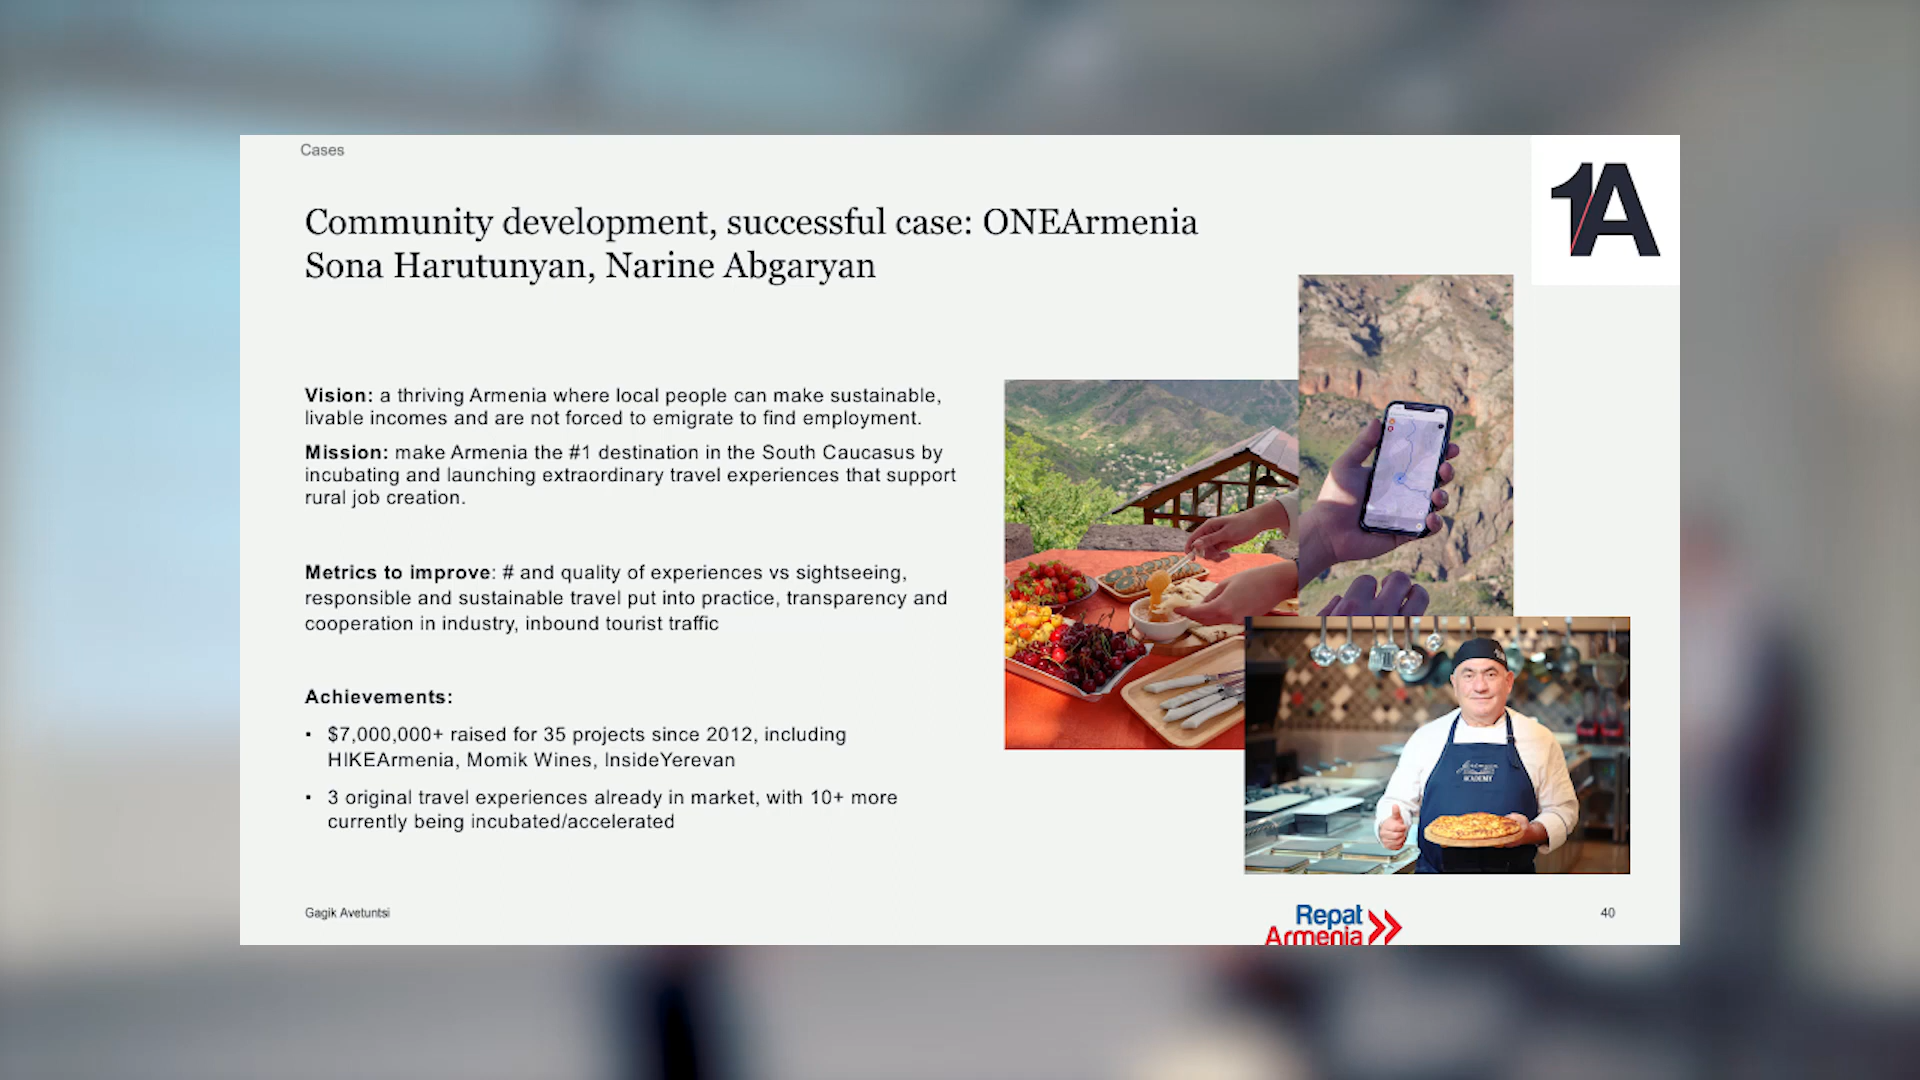 Cases
1A
Community development, successful case: ONEArmenia
Sona Harutunyan, Narine Abgaryan
Vision: a thriving Armenia where local people can make sustainable,
livable incomes and are not forced to emigrate to find employment.
Mission: make Armenia the #1 destination in the South Caucasus by
incubating and launching extraordinary travel experiences that support
rural job creation.
Metrics to improve: # and quality of experiences vs sightseeing,
responsible and sustainable travel put into practice, transparency and
cooperation in industry, inbound tourist traffic
Achievements:
▪ $7,000,000+ raised for 35 projects since 2012, including
HIKEArmenia, Momik Wines, InsideYerevan
▪ 3 original travel experiences already in market, with 10+ more
currently being incubated/accelerated
ACADEMY
Gagik Avetuntsi
Repat
Armenia
40